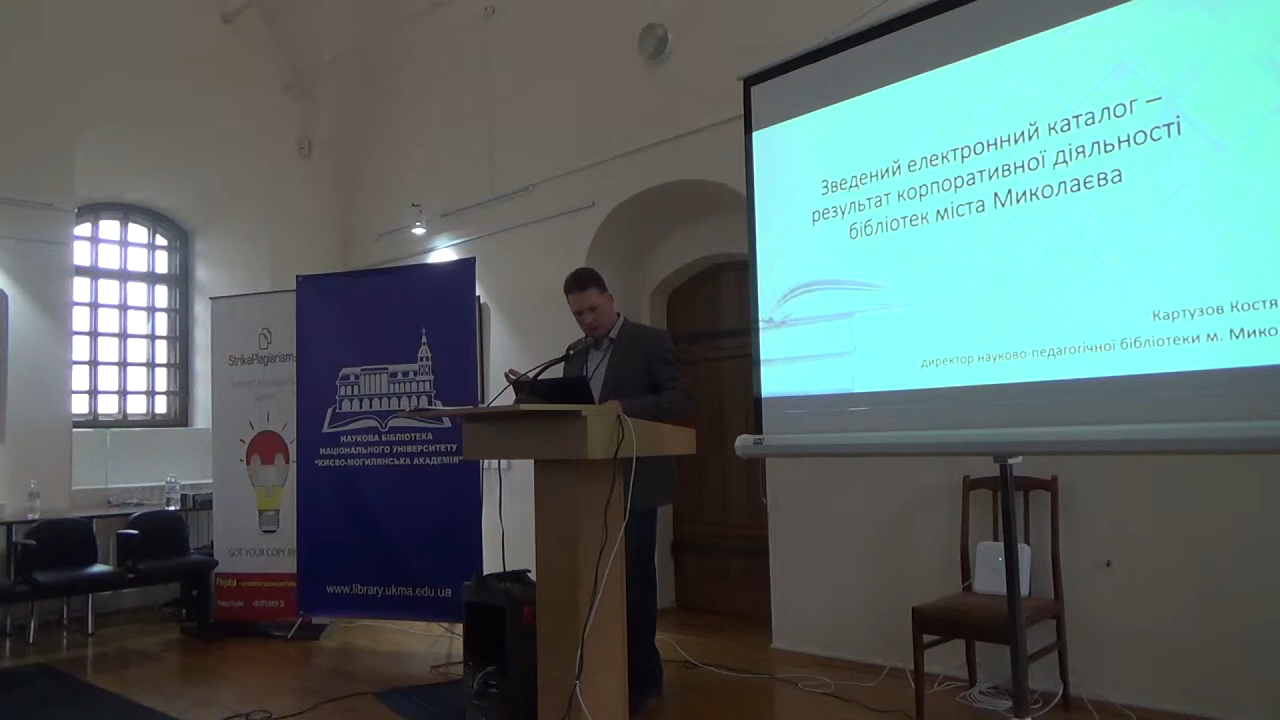 Зведений електронний каталог –
результат корпоративної діяльності
бібліотек міста Миколаєва
Картузов Костя
директор науково-педагогічної бібліотеки м. Мико
StrikePlagiarism
GOT YOUR COPY
НАУКОВА БІБЛІОТЕКА
НАЦІОНАЛЬНОГО УНІВЕРСИТЕТУ
"КИЄВО-МОГИЛЯНСЬКА АКАДЕМІЯ"
www.library.ukma.edu.ua